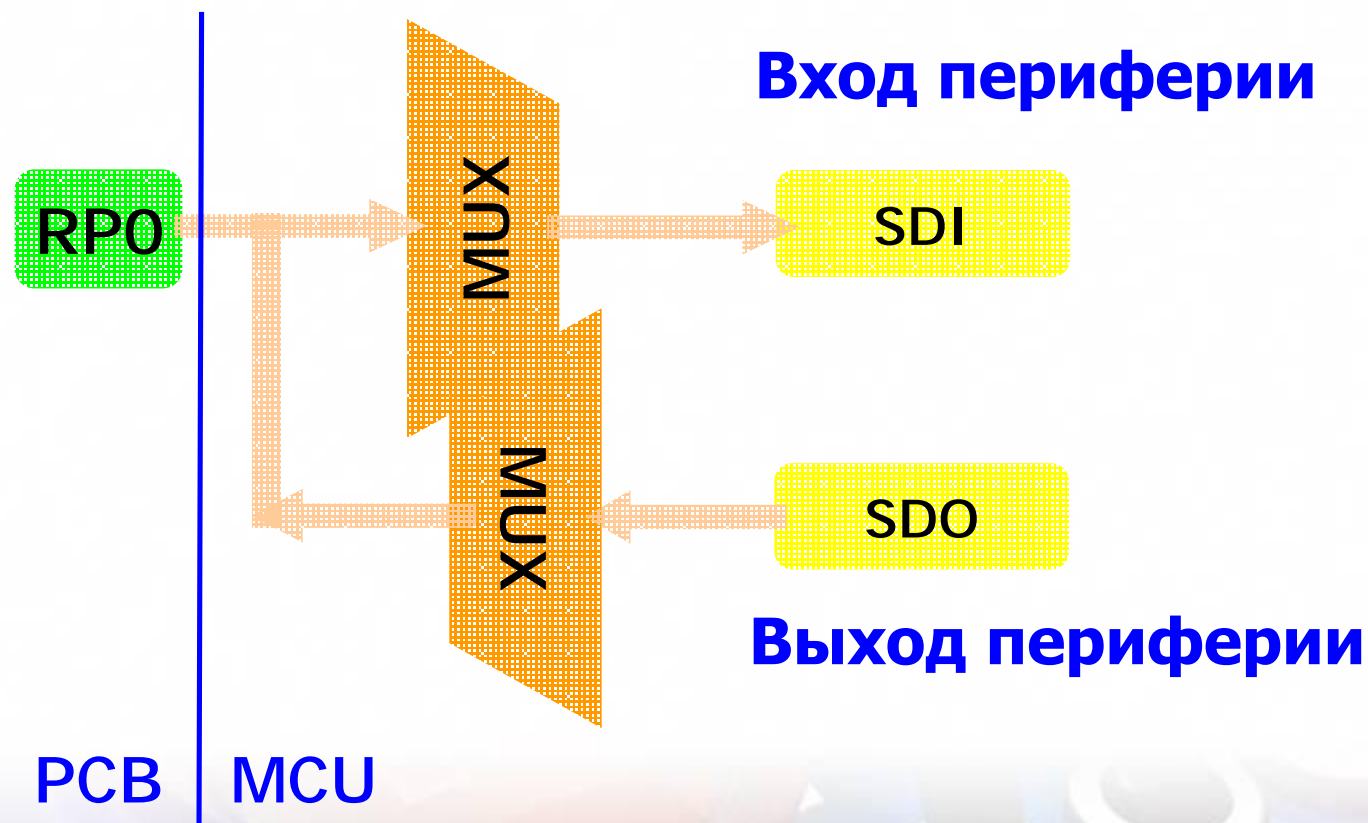 Вход периферии
RP0
MUX
SDI
MUX
SDO
Выход периферии
PCB
MCU